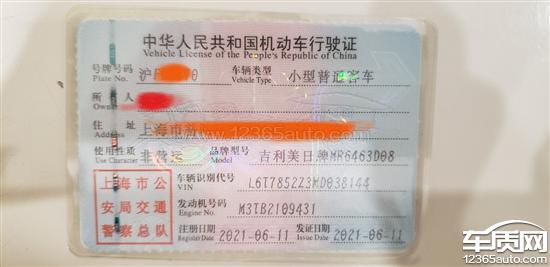 中华人民共和国机动车行驶证
Vehicle License of the People's Republic of China
号牌号码 沪 0 车辆类型 小型普通客车
Plate No. Vehicle Type
所 人
Owner
住 址 上海市
Address
www.12365auto.com
使用性质 非营运 品牌型号 吉利美日牌MR6463D08
Use Character Model
上海市公
安局交通
警察总队
车辆识别代号 L6T7852Z3MD038144
VIN
发动机号码 M3TB2109431
Engine No.
注册日期 2021-06-11 发证日期 2021-06-11
Register Date Issue Date
车质网
12365auto.com